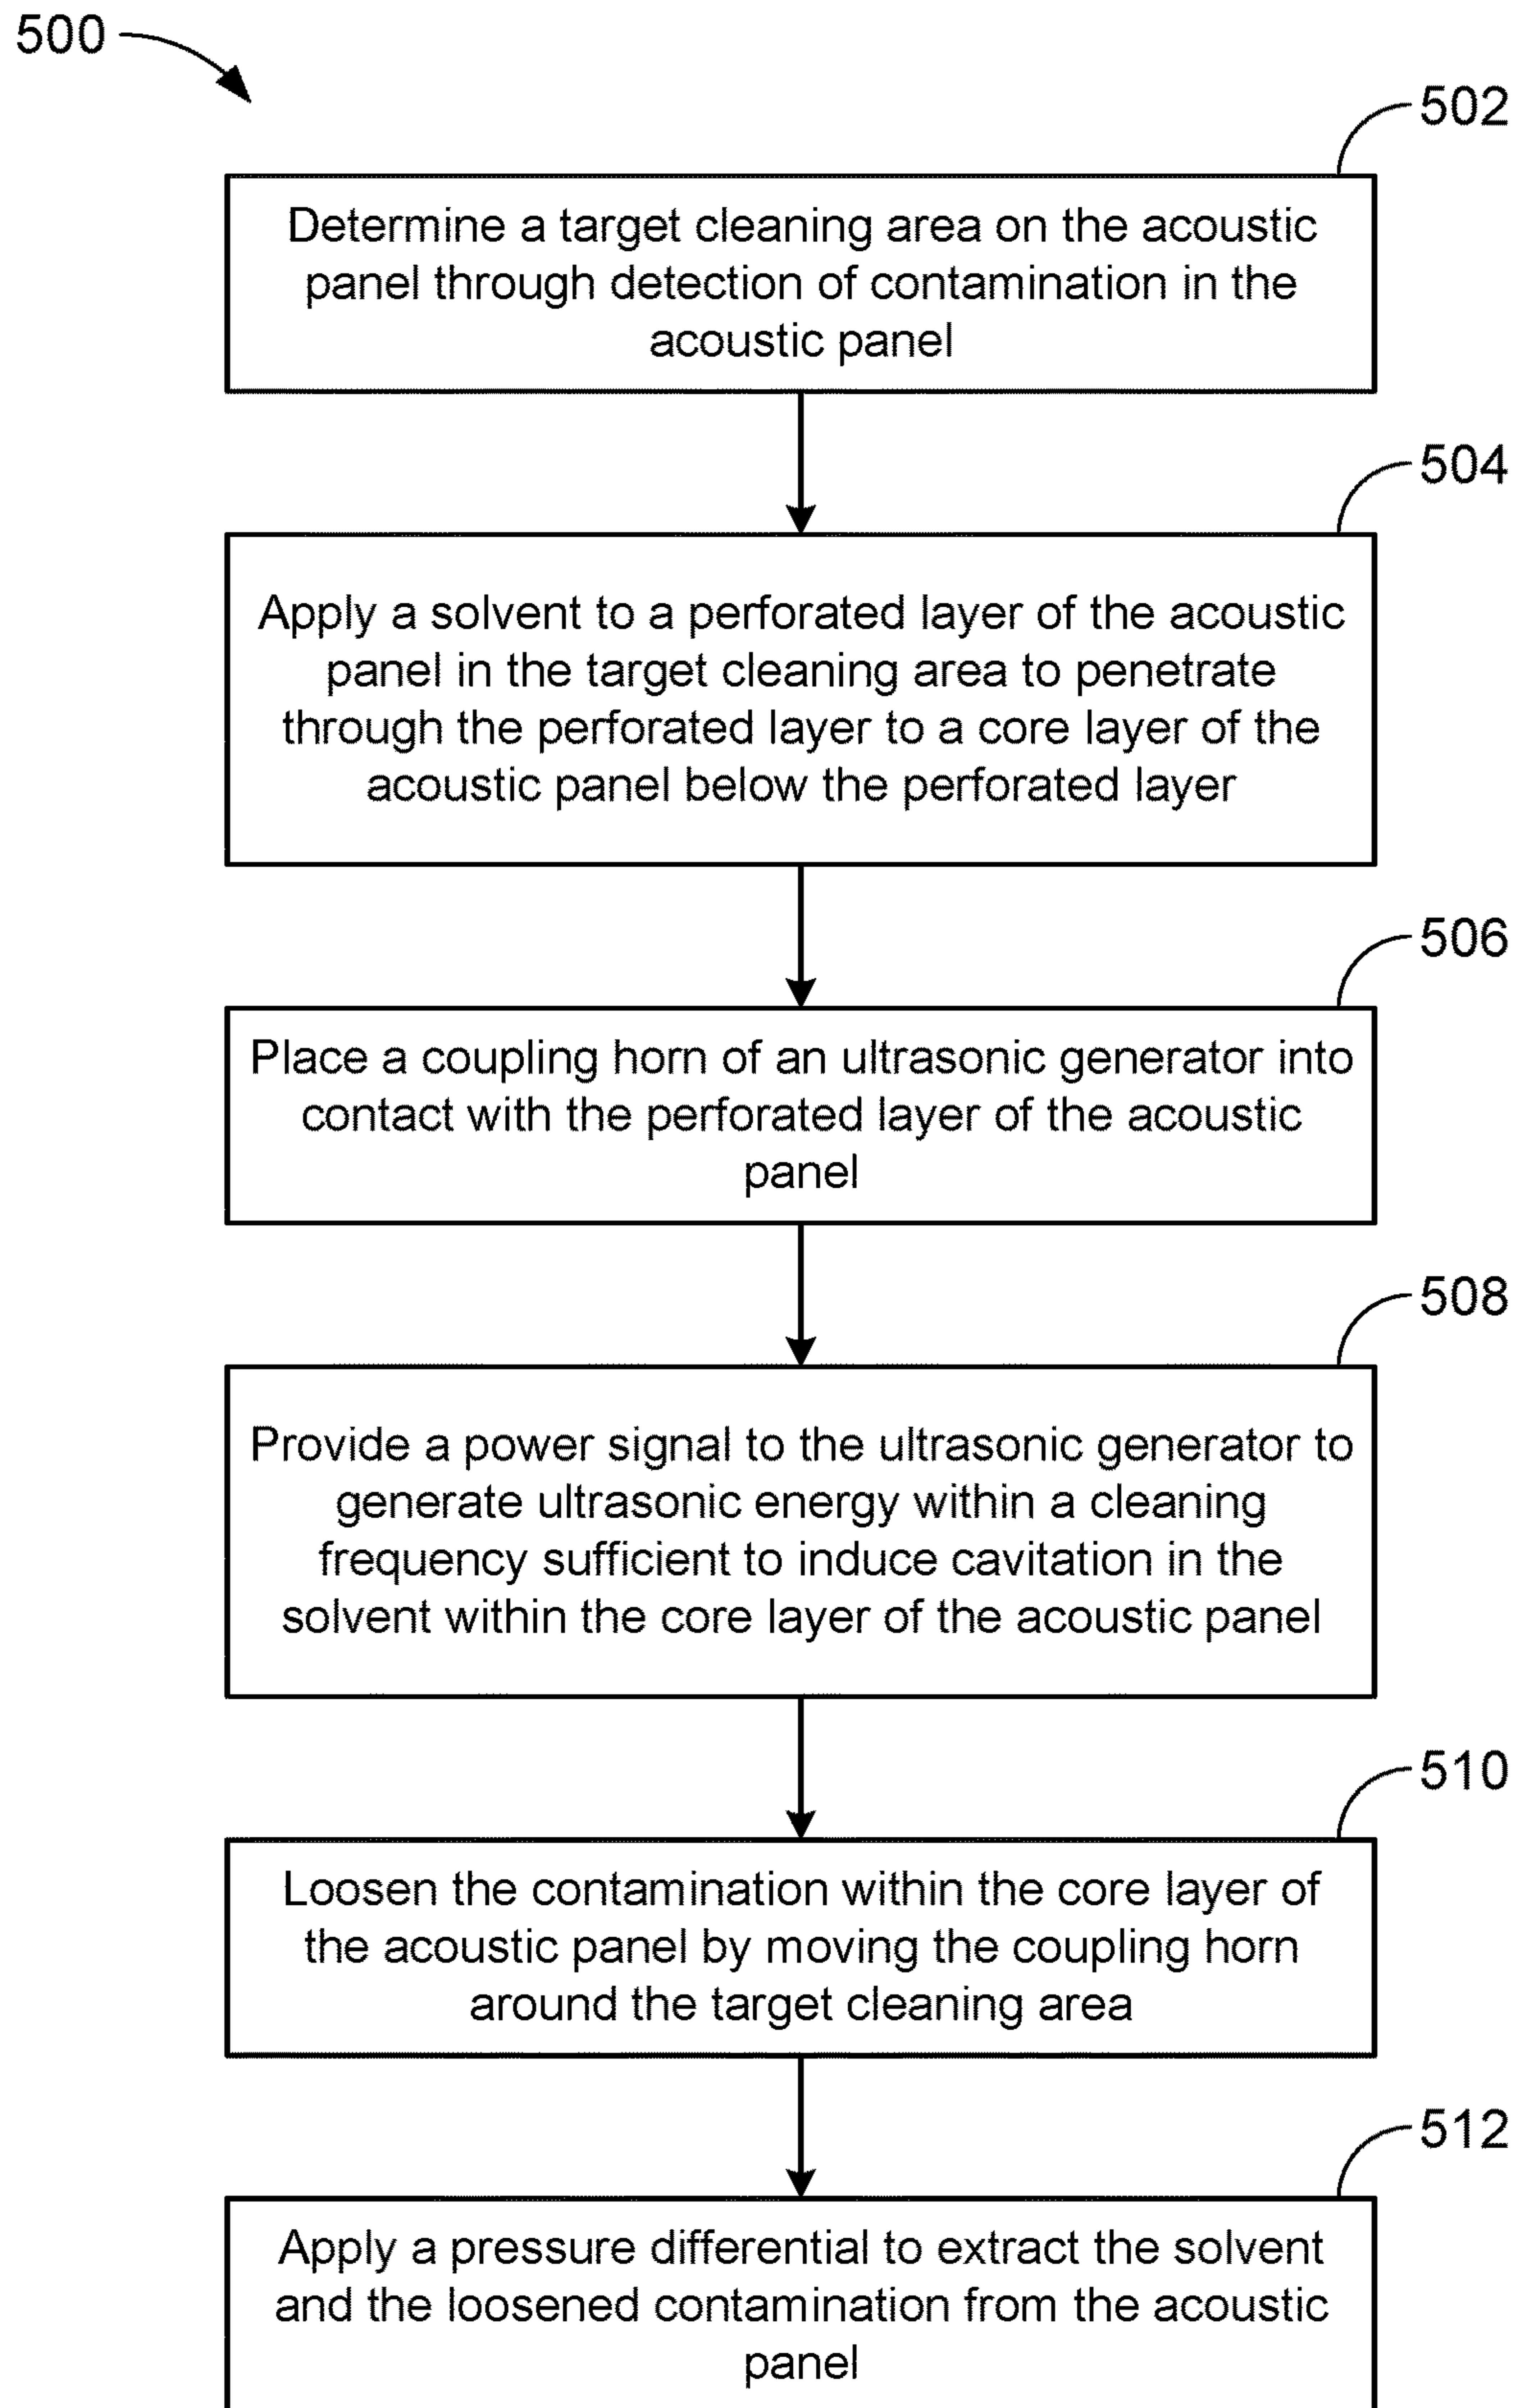 500
502
Determine a target cleaning area on the acoustic
panel through detection of contamination in the
acoustic panel
504
Apply a solvent to a perforated layer of the acoustic
panel in the target cleaning area to penetrate
through the perforated layer to a core layer of the
acoustic panel below the perforated layer
506
Place a coupling horn of an ultrasonic generator into
contact with the perforated layer of the acoustic
panel
508
Provide a power signal to the ultrasonic generator to
generate ultrasonic energy within a cleaning
frequency sufficient to induce cavitation in the
solvent within the core layer of the acoustic panel
510
Loosen the contamination within the core layer of
the acoustic panel by moving the coupling horn
around the target cleaning area
512
Apply a pressure differential to extract the solvent
and the loosened contamination from the acoustic
panel